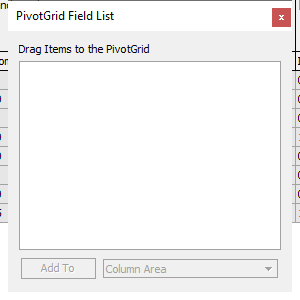 PivotGrid Field List
x
Drag Items to the PivotGrid
Add To
Column Area